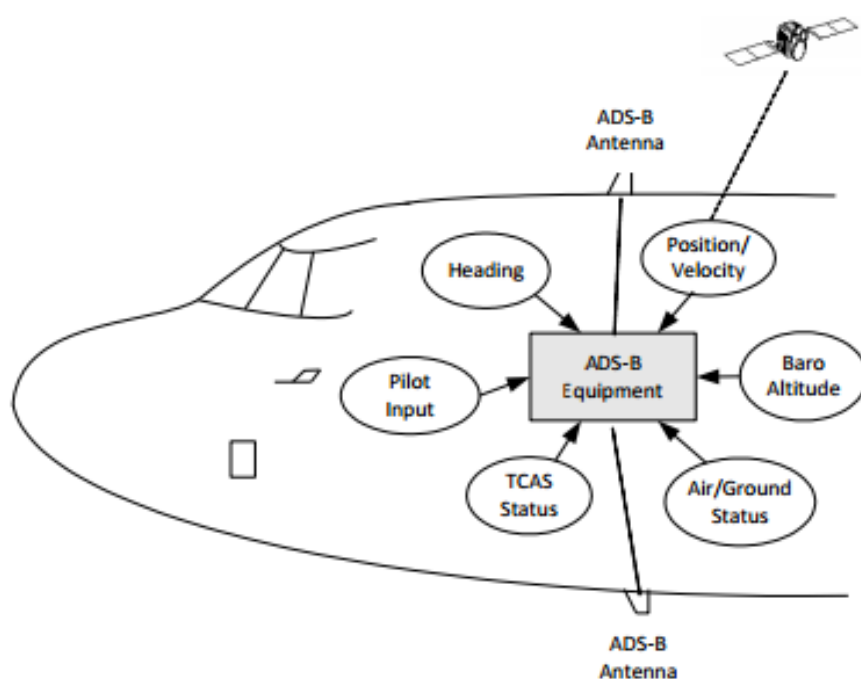 ADS-B
Antenna
Position/
Velocity
Heading
ADS-B
Equipment
Baro
Altitude
Pilot
Input
TCAS
Status
Air/Ground
Status
ADS-B
Antenna